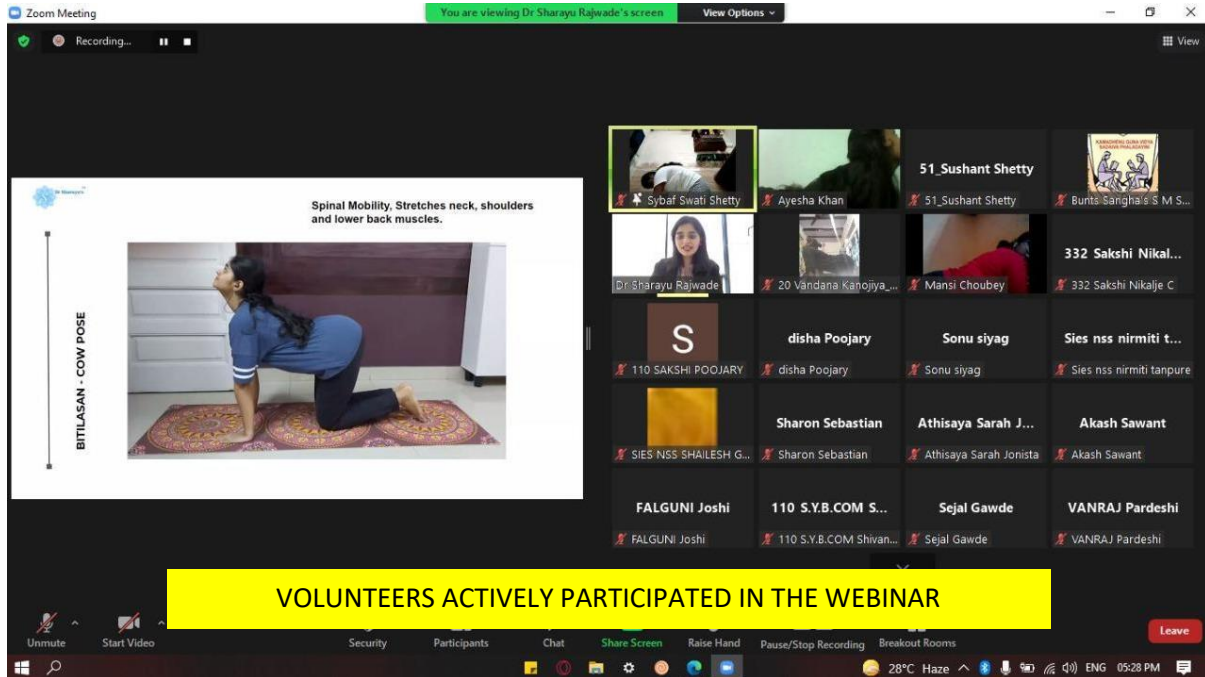 Zoom Meeting
You are viewing Dr Sharayu Rajwade's screen
View Options
Recording...
View
Dr Sharayu's
Spinal Mobility, Stretches neck, shoulders
and lower back muscles.
BITILASAN - COW POSE
Sybaf Swati Shetty
Ayesha Khan
51_Sushant Shetty
51_Sushant Shetty
KAMADHENU GUNA VIDYA
Bunts Sangha's S M S...
Dr Sharayu Rajwade
20 Vandana Kanojiya_...
Mansi Choubey
332 Sakshi Nikal...
332 Sakshi Nikalje C
S
110 SAKSHI POOJARY
disha Poojary
disha Poojary
Sonu siyag
Sonu siyag
Sies nss nirmiti t...
Sies nss nirmiti tanpure
SIES NSS SHAILESH G...
Sharon Sebastian
Sharon Sebastian
Athisaya Sarah J...
Athisaya Sarah Jonista
Akash Sawant
Akash Sawant
FALGUNI Joshi
FALGUNI Joshi
110 S.Y.B.COM S...
110 S.Y.B.COM Shivan...
Sejal Gawde
Sejal Gawde
VANRAJ Pardeshi
VANRAJ Pardeshi
VOLUNTEERS ACTIVELY PARTICIPATED IN THE WEBINAR
Unmute
Start Video
Security
Participants
Chat
Share Screen
Raise Hand
Pause/Stop Recording
Breakout Rooms
Leave
28°C Haze
ENG
05:28 PM